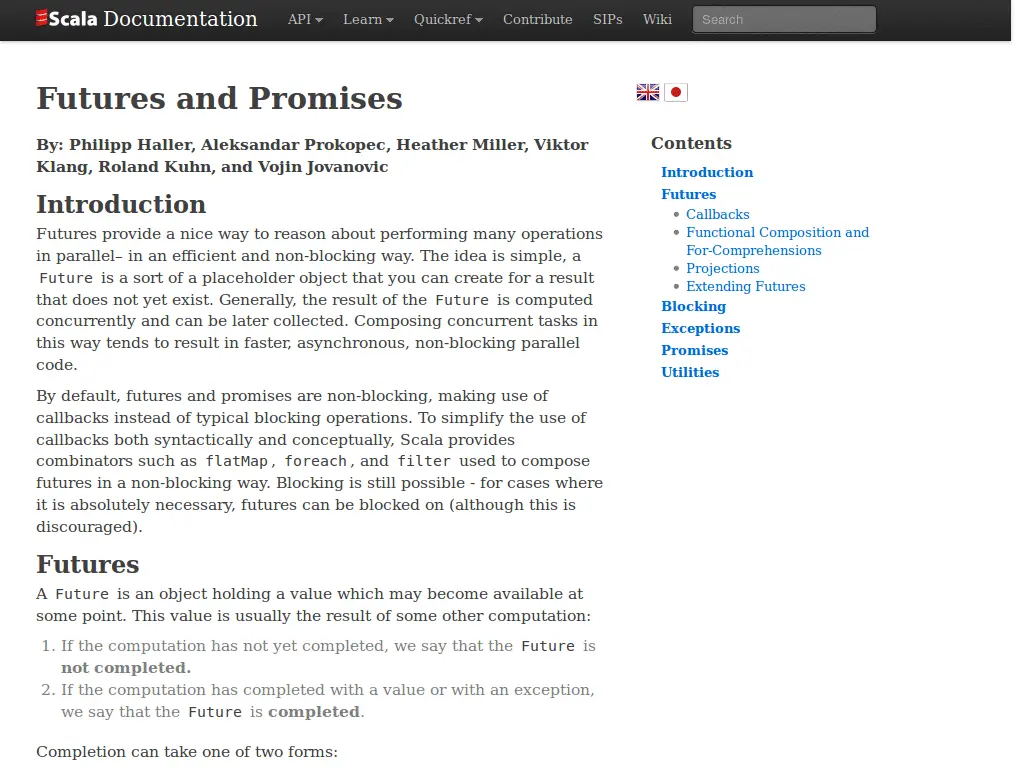 Scala Documentation API Learn Quickref Contribute SIPs Wiki Search
Futures and Promises
By: Philipp Haller, Aleksandar Prokopec, Heather Miller, Viktor
Klang, Roland Kuhn, and Vojin Jovanovic
Introduction
Futures provide a nice way to reason about performing many operations
in parallel– in an efficient and non-blocking way. The idea is simple, a
Future is a sort of a placeholder object that you can create for a result
that does not yet exist. Generally, the result of the Future is computed
concurrently and can be later collected. Composing concurrent tasks in
this way tends to result in faster, asynchronous, non-blocking parallel
code.
By default, futures and promises are non-blocking, making use of
callbacks instead of typical blocking operations. To simplify the use of
callbacks both syntactically and conceptually, Scala provides
combinators such as flatMap, foreach, and filter used to compose
futures in a non-blocking way. Blocking is still possible - for cases where
it is absolutely necessary, futures can be blocked on (although this is
discouraged).
Futures
A Future is an object holding a value which may become available at
some point. This value is usually the result of some other computation:
1. If the computation has not yet completed, we say that the Future is
not completed.
2. If the computation has completed with a value or with an exception,
we say that the Future is completed.
Completion can take one of two forms:
Contents
Introduction
Futures
Callbacks
Functional Composition and
For-Comprehensions
Projections
Extending Futures
Blocking
Exceptions
Promises
Utilities